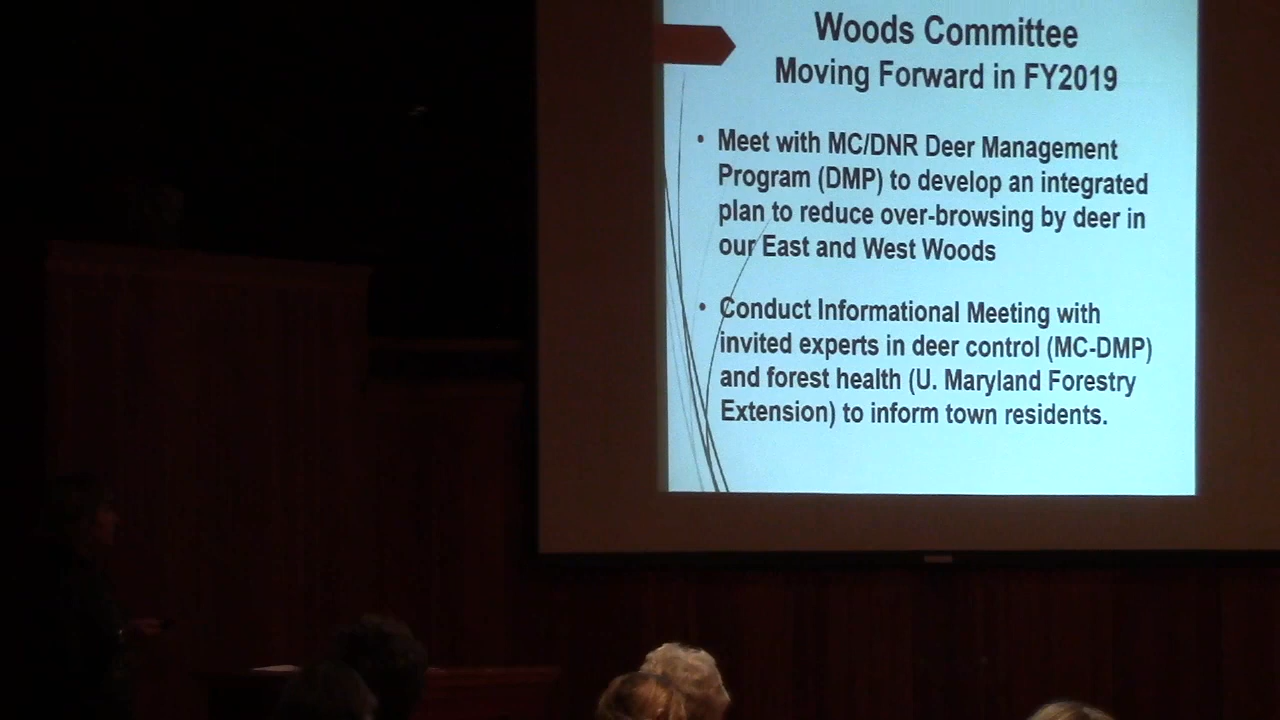 Woods Committee
Moving Forward in FY2019
• Meet with MC/DNR Deer Management
Program (DMP) to develop an integrated
plan to reduce over-browsing by deer in
our East and West Woods
• Conduct Informational Meeting with
invited experts in deer control (MC-DMP)
and forest health (U. Maryland Forestry
Extension) to inform town residents.